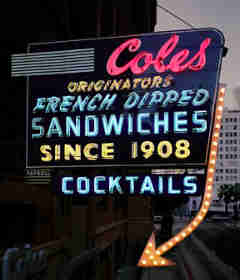 Coles
ORIGINATORS
FRENCH DIPPED
SANDWICHES
SINCE 1908
COCKTAILS